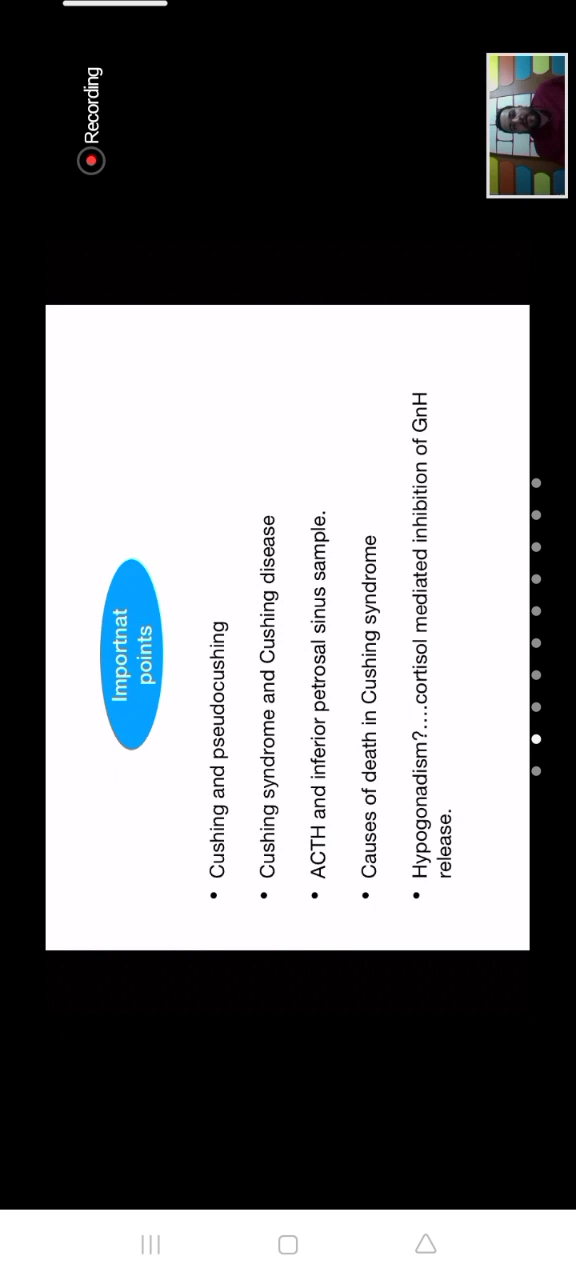 Recording
Importnat
points
• Cushing and pseudocushing
• Cushing syndrome and Cushing disease
• ACTH and inferior petrosal sinus sample.
• Causes of death in Cushing syndrome
• Hypogonadism?....cortisol mediated inhibition of GnH
release.